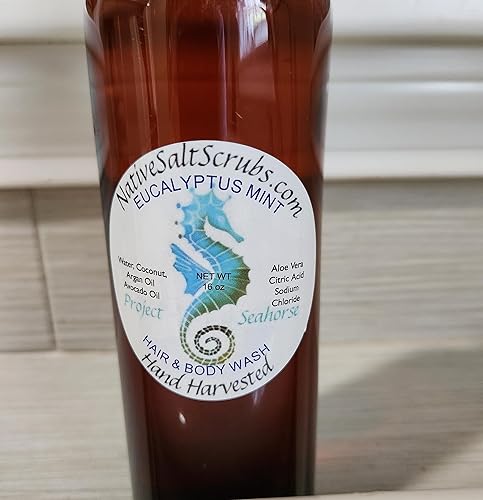 NativeSaltScrubs.com
EUCALYPTUS MINT
Water, Coconut,
Argan Oil
Avocado Oil
Project
NET WT
16 oz
Aloe Vera
Citric Acid
Sodium
Chloride
Seahorse
HAIR & BODY WASH
Hand Harvested